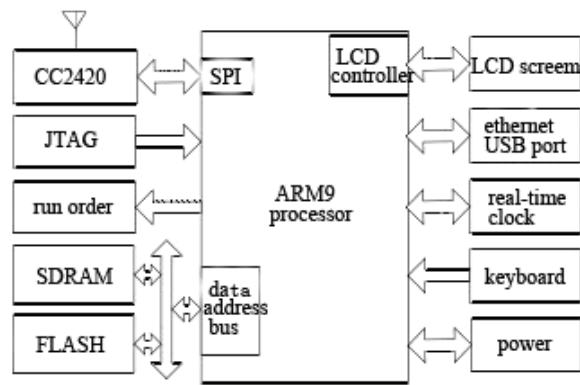 CC2420
SPI
LCD
controller
LCD screem
JTAG
ethernet
USB port
run order
ARM9
processor
real-time
clock
SDRAM
data
address
bus
keyboard
FLASH
power